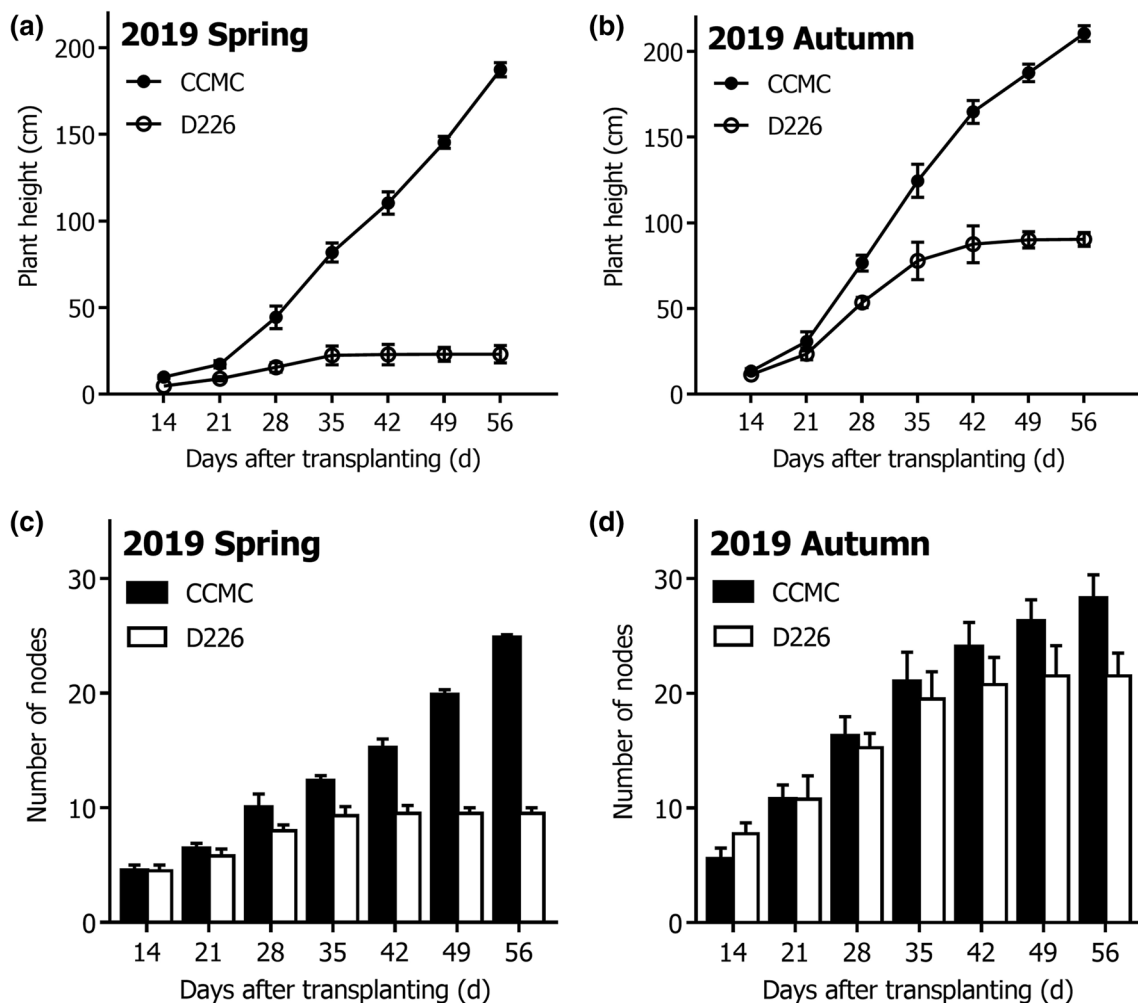 (a)
2019 Spring
CCMC
D226
Plant height (cm)
200
150
100
50
0
14 21 28 35 42 49 56
Days after transplanting (d)
(b)
2019 Autumn
CCMC
D226
Plant height (cm)
200
150
100
50
0
14 21 28 35 42 49 56
Days after transplanting (d)
(c)
2019 Spring
CCMC
D226
Number of nodes
30
20
10
0
14 21 28 35 42 49 56
Days after transplanting (d)
(d)
2019 Autumn
CCMC
D226
Number of nodes
30
20
10
0
14 21 28 35 42 49 56
Days after transplanting (d)